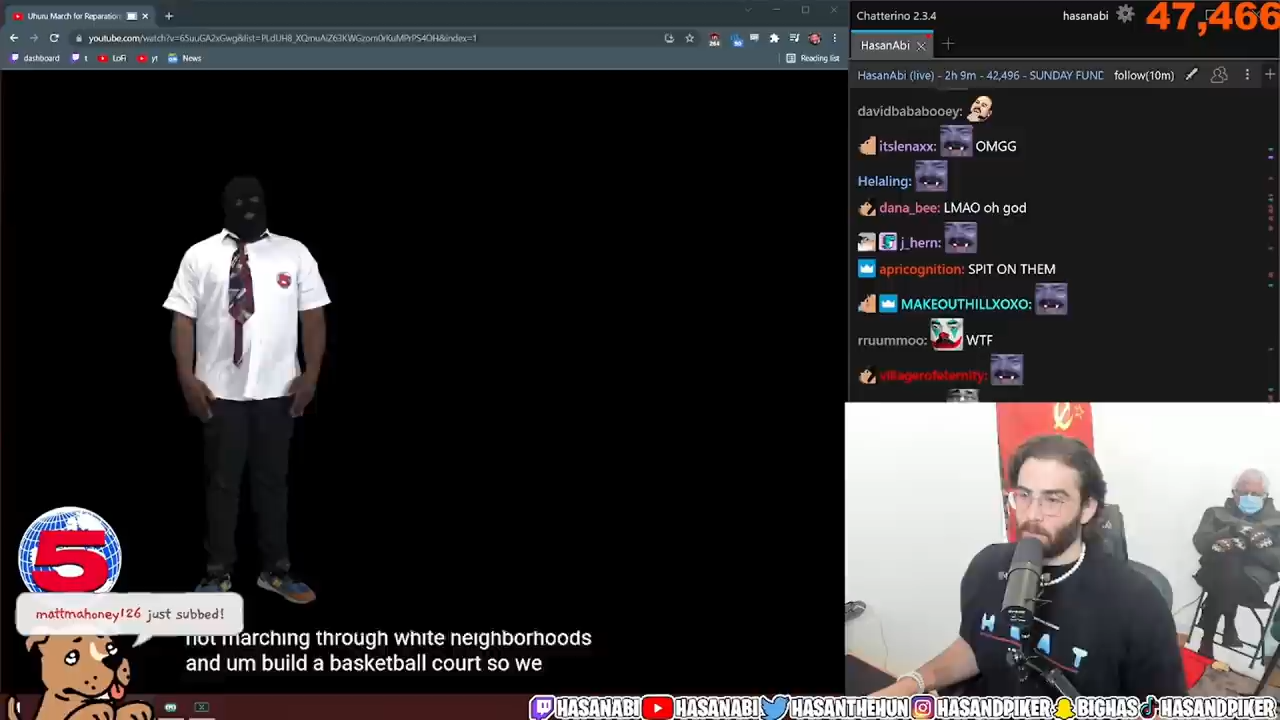 Uhuru March for Reparation
youtube.com/watch?v=65uuGA2xGwg&list=PLdUH8_XQmuAiZ63KWGzom0rKuMPrPS4OH&index=1
dashboard
t
LoFi
yt
News
Reading list
Chatterino 2.3.4
hasanabi
47,466
HasanAbi
HasanAbi (live) - 2h 9m - 42,496 - SUNDAY FUND
follow(10m)
davidbababooey:
itslenaxx: OMGG
Helaling:
dana_bee: LMAO oh god
j_hern:
apricognition: SPIT ON THEM
MAKEOUTHILLXOXO:
rruummoo: WTF
villagerofeternity:
5
mattmahoney126 just subbed!
not marching through white neighborhoods
and um build a basketball court so we
HASANABI HASANABI HASANTHEHUN HASANDPIKER BIGHAS HASANDPIKER